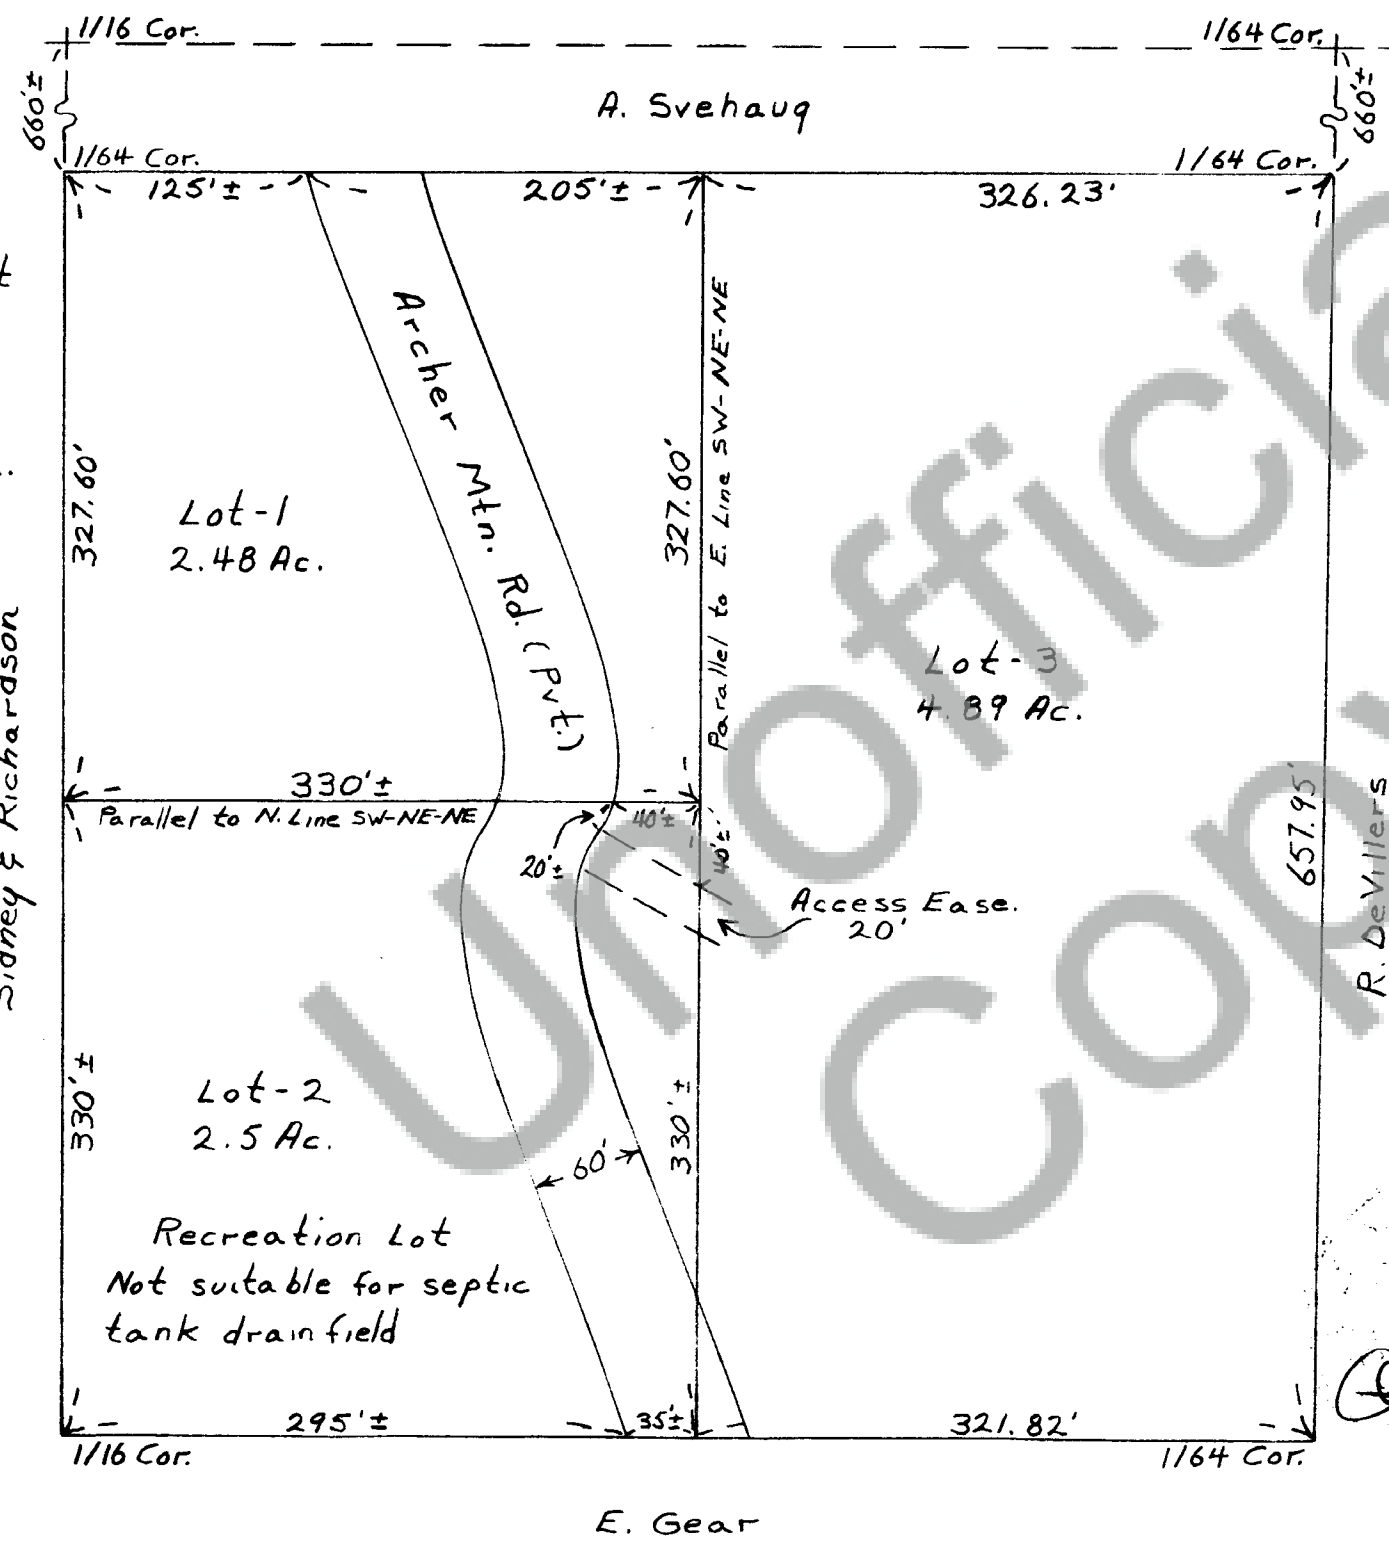 1/16 Cor.
1/64 Cor.
660'±
660'±
A. Svehaug
1/64 Cor.
1/64 Cor.
125'±
205'±
326.23'
Archer Mtn. Rd. (Pvt.)
Parallel to E. Line SW-NE-NE
327.60'
327.60'
Lot-1
2.48 Ac.
Lot-3
4.89 Ac.
Sidney & Richardson
330'±
Parallel to N. Line SW-NE-NE
40'±
40'±
20'±
Access Ease.
20'
657.95'
R. DeVillers
330'±
330'±
Lot-2
2.5 Ac.
60'
Recreation Lot
Not suitable for septic
tank drainfield
295'±
35'±
321.82'
1/16 Cor.
1/64 Cor.
E. Gear